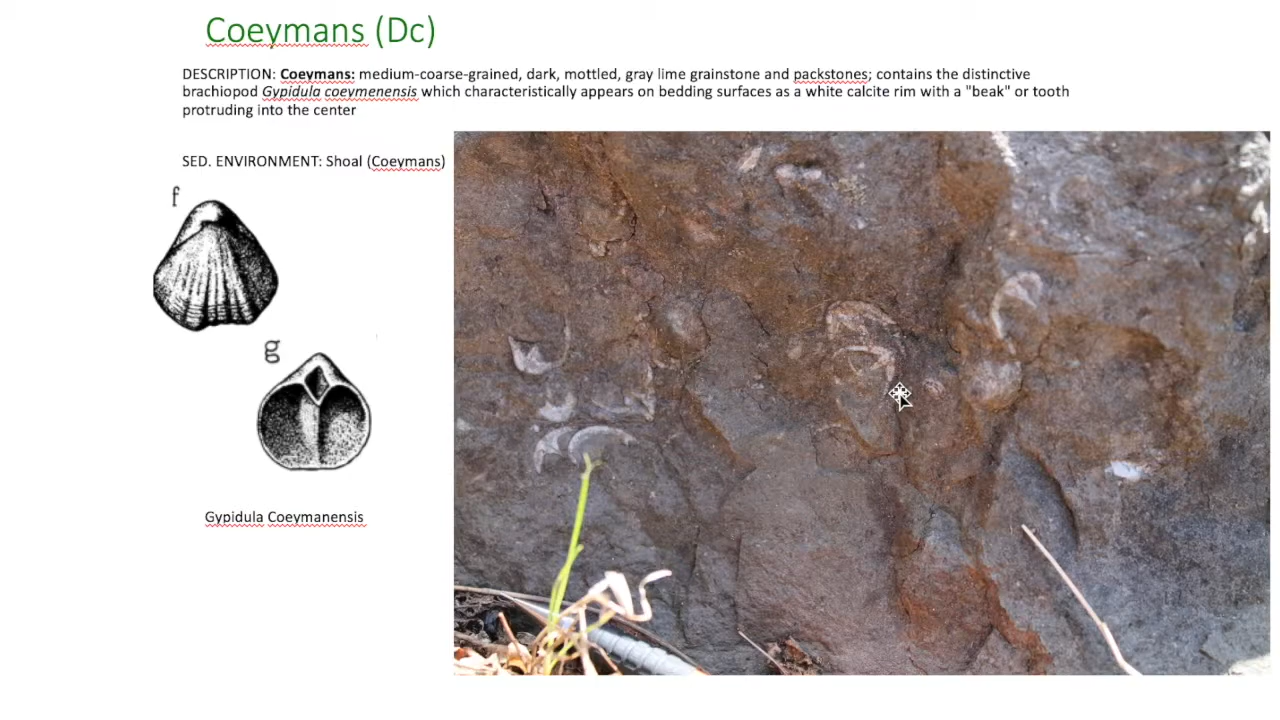 Coeymans (Dc)
DESCRIPTION: Coeymans: medium-coarse-grained, dark, mottled, gray lime grainstone and packstones; contains the distinctive
brachiopod Gypidula coeymenensis which characteristically appears on bedding surfaces as a white calcite rim with a "beak" or tooth
protruding into the center
SED. ENVIRONMENT: Shoal (Coeymans)
f
g
Gypidula Coeymanensis